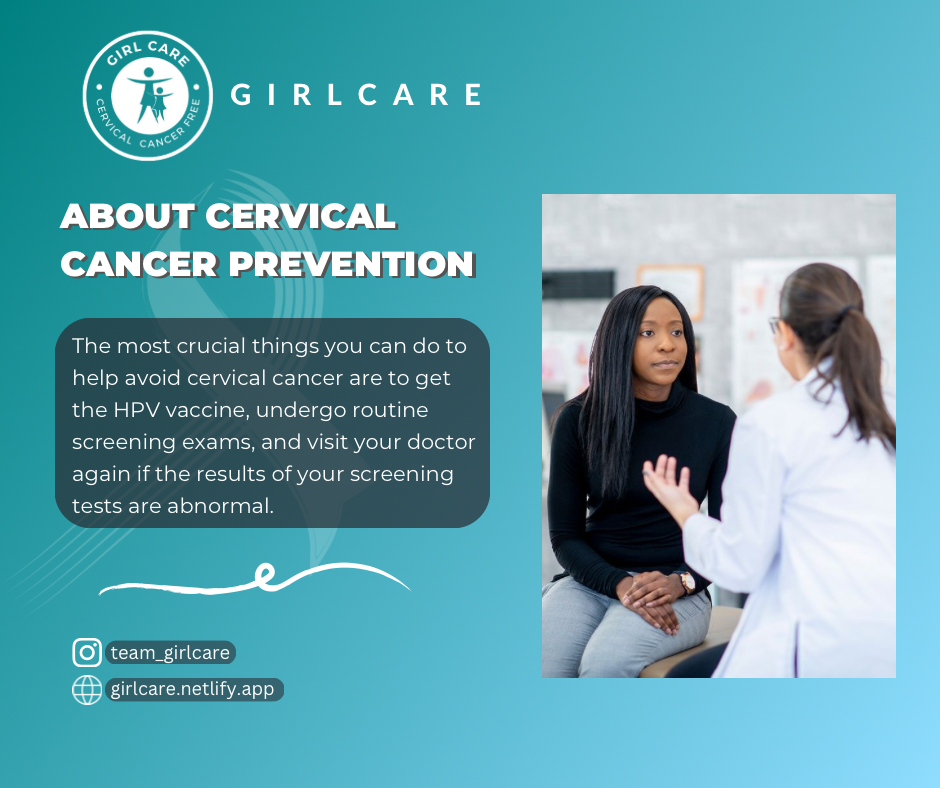 GIRL CARE
CERVICAL CANCER FREE
GIRLCARE
ABOUT CERVICAL
CANCER PREVENTION
The most crucial things you can do to
help avoid cervical cancer are to get
the HPV vaccine, undergo routine
screening exams, and visit your doctor
again if the results of your screening
tests are abnormal.
team_girlcare
girlcare.netlify.app